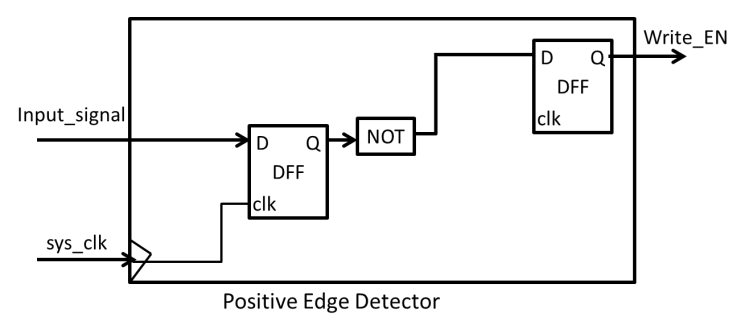 Write_EN
D Q
DFF
clk
Input_signal
D Q
DFF
clk
NOT
sys_clk
Positive Edge Detector